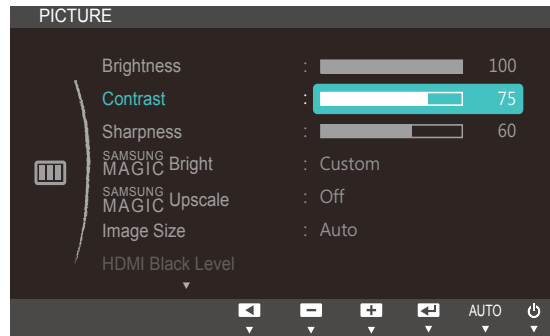 PICTURE
Brightness : 100
Contrast : 75
Sharpness : 60
SAMSUNG MAGIC Bright : Custom
SAMSUNG MAGIC Upscale : Off
Image Size : Auto
HDMI Black Level
AUTO